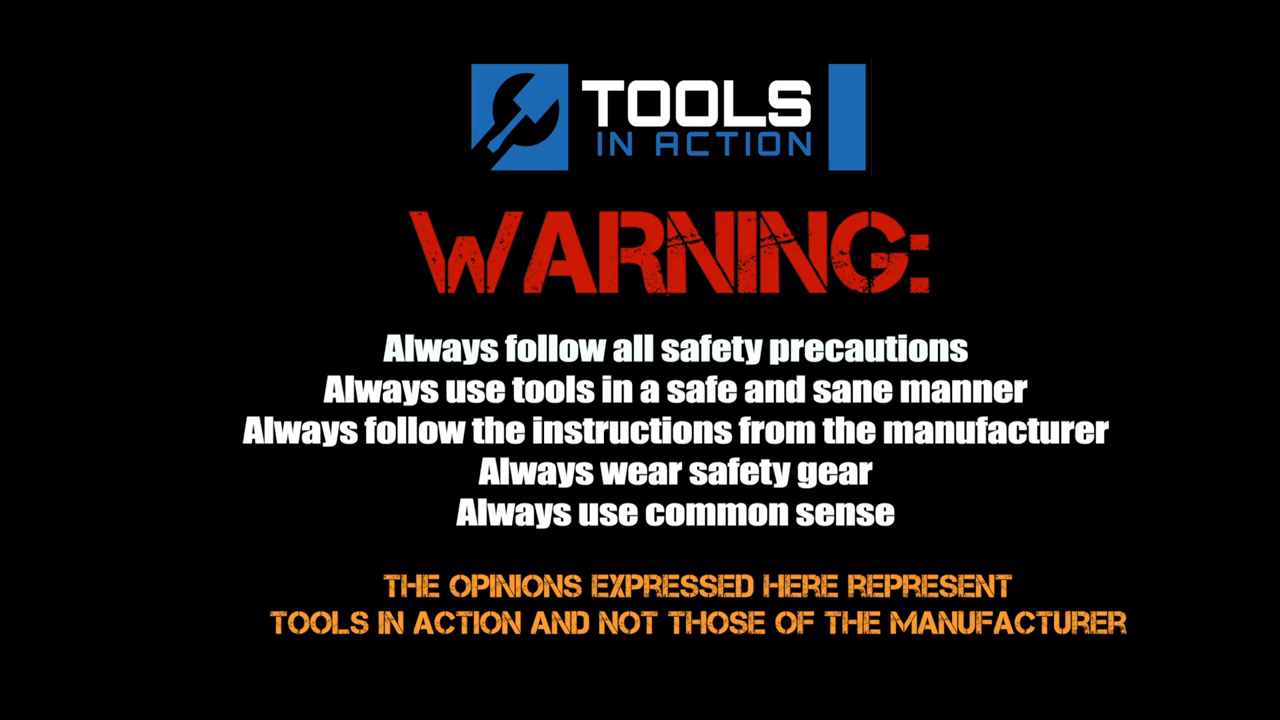 TOOLS
IN ACTION
WARNING:
Always follow all safety precautions
Always use tools in a safe and sane manner
Always follow the instructions from the manufacturer
Always wear safety gear
Always use common sense
THE OPINIONS EXPRESSED HERE REPRESENT
TOOLS IN ACTION AND NOT THOSE OF THE MANUFACTURER